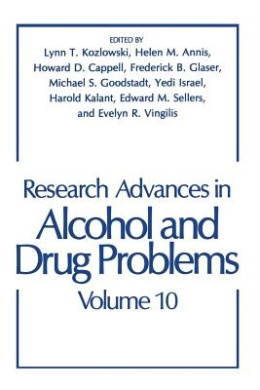 EDITED BY
Lynn T. Kozlowski, Helen M. Annis,
Howard D. Cappell, Frederick B. Glaser,
Michael S. Goodstadt, Yedi Israel,
Harold Kalant, Edward M. Sellers,
and Evelyn R. Vingilis
Research Advances in
Alcohol and
Drug Problems
Volume 10